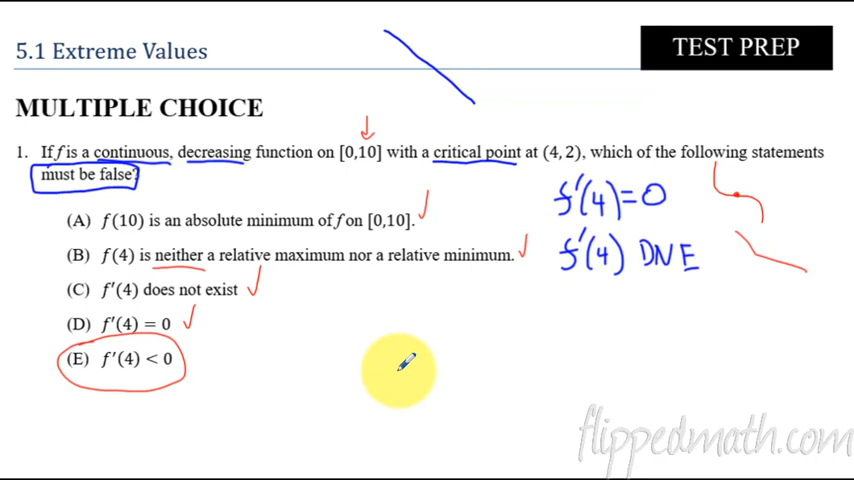 5.1 Extreme Values
TEST PREP
MULTIPLE CHOICE
1. If f is a continuous, decreasing function on [0,10] with a critical point at (4, 2), which of the following statements
must be false?
(A) f(10) is an absolute minimum of f on [0,10].
(B) f(4) is neither a relative maximum nor a relative minimum.
(C) f′(4) does not exist
(D) f′(4) = 0
(E) f′(4) < 0
f'(4)=0
f'(4) DNE
flippedmath.com